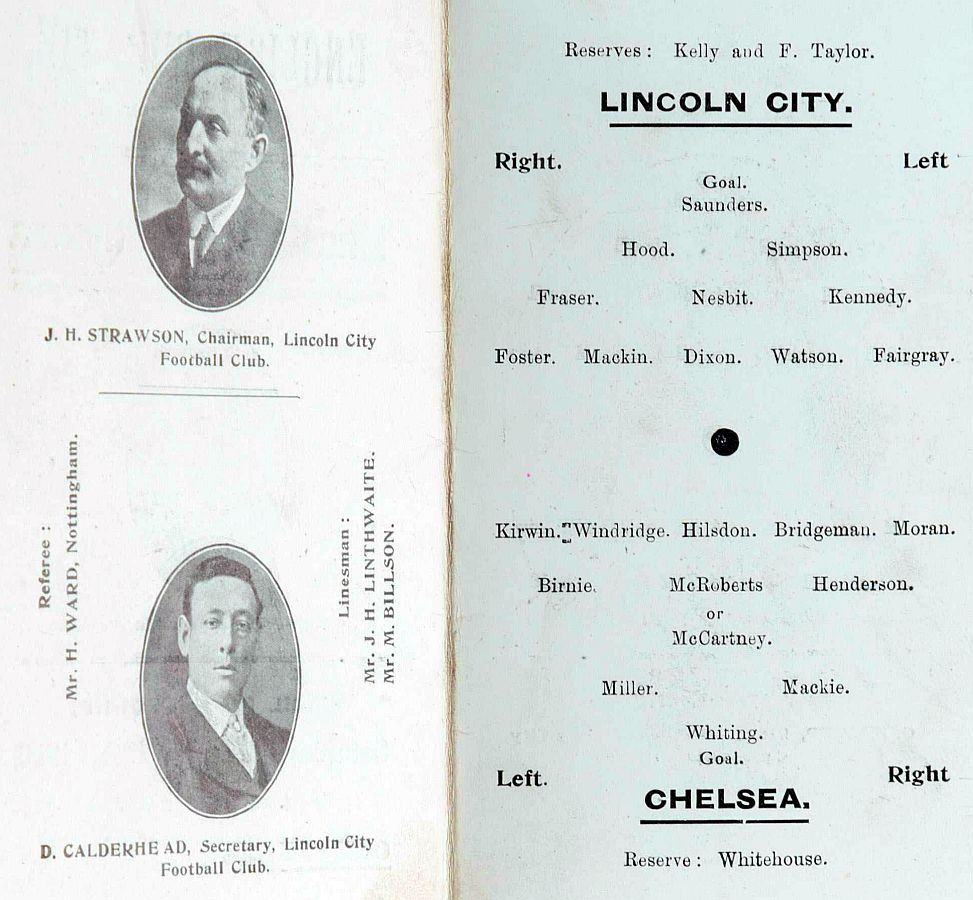 J. H. STRAWSON, Chairman, Lincoln City
Football Club.
Referee :
Mr. H. WARD, Nottingham.
Linesman :
Mr. J. H. LINTHWAITE.
Mr. M. BILLSON.
D. CALDERHEAD, Secretary, Lincoln City
Football Club.
Reserves: Kelly and F. Taylor.
LINCOLN CITY.
Right. Left
Goal.
Saunders.
Hood. Simpson.
Fraser. Nesbit. Kennedy.
Foster. Mackin. Dixon. Watson. Fairgray.
Kirwin. Windridge. Hilsdon. Bridgeman. Moran.
Birnie. McRoberts Henderson.
or
McCartney.
Miller. Mackie.
Whiting.
Goal.
Left. Right
CHELSEA.
Reserve: Whitehouse.